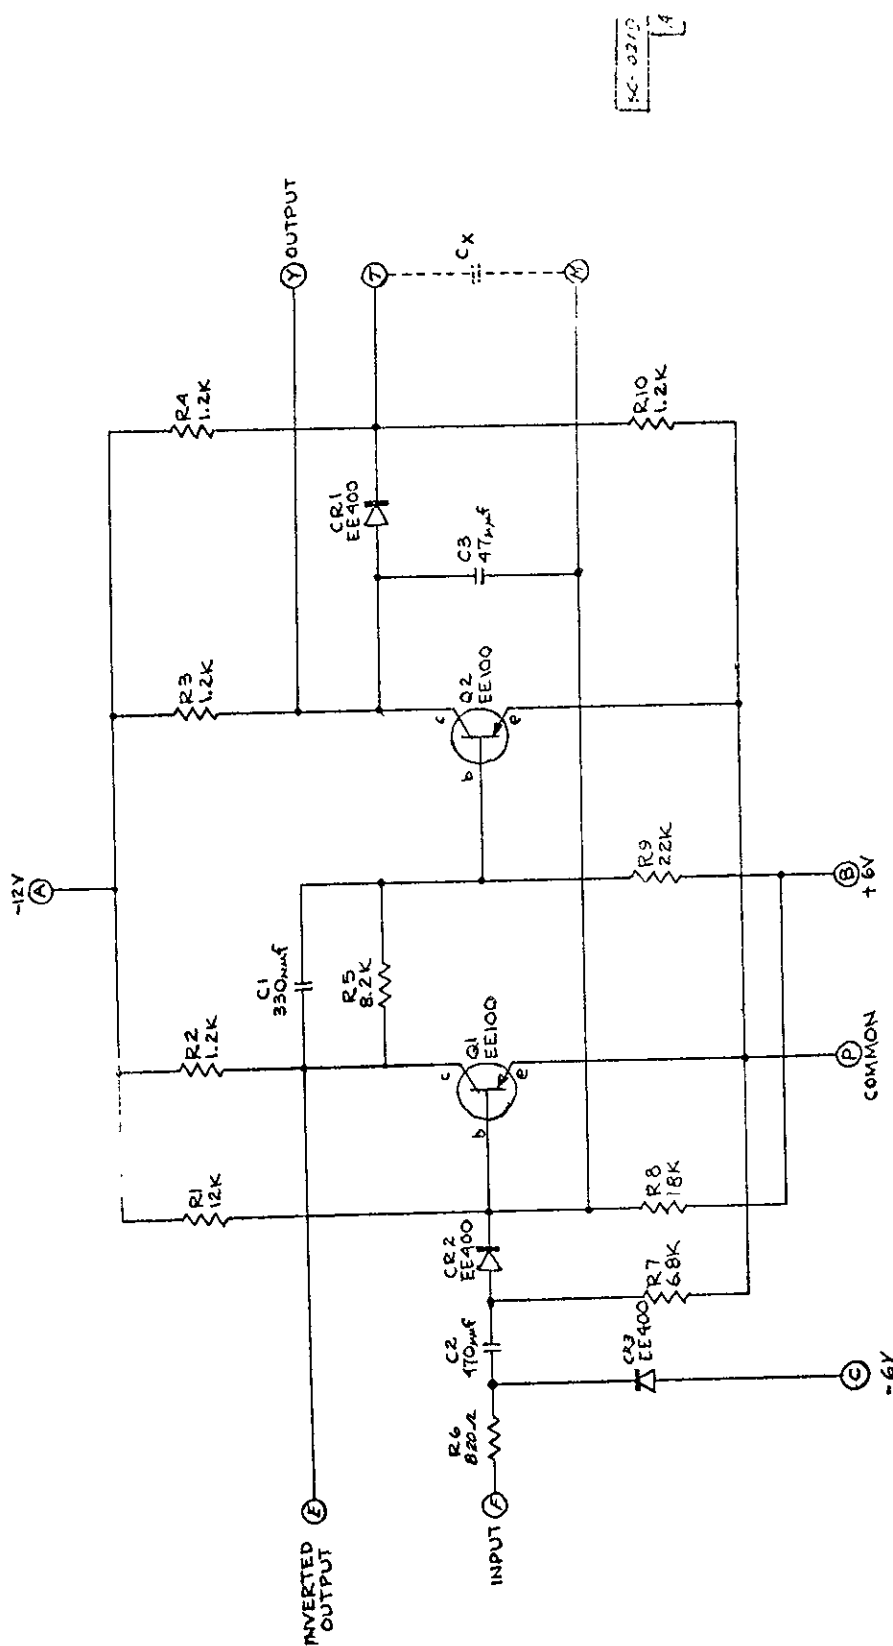 -12V
A
R1
12K
R2
1.2K
R3
1.2K
R4
1.2K
C1
330μμf
R5
8.2K
Y OUTPUT
CR1
EE400
T
Cx
C3
47μμf
M
INVERTED
OUTPUT
E
INPUT F
R6
820Ω
C2
470μμf
CR2
EE400
b
c
e
Q1
EE100
b
c
e
Q2
EE100
CR3
EE400
R7
6.8K
R8
18K
R9
22K
R10
1.2K
C
-6V
P
COMMON
B
+6V
A